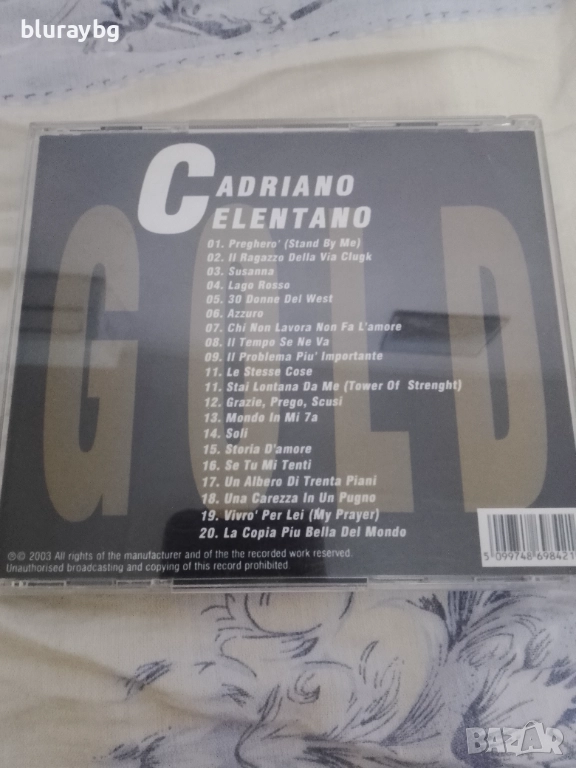 bluraybg
GOLD
ADRIANO
CELENTANO
01. Preghero' (Stand By Me)
02. Il Ragazzo Della Via Clugk
03. Susanna
04. Lago Rosso
05. 30 Donne Del West
06. Azzuro
07. Chi Non Lavora Non Fa L'amore
08. Il Tempo Se Ne Va
09. Il Problema Piu' Importante
11. Le Stesse Cose
11. Stai Lontana Da Me (Tower Of Strenght)
12. Grazie, Prego, Scusi
13. Mondo In Mi 7a
14. Soli
15. Storia D'amore
16. Se Tu Mi Tenti
17. Un Albero Di Trenta Piani
18. Una Carezza In Un Pugno
19. Vivro' Per Lei (My Prayer)
20. La Copia Piu Bella Del Mondo
℗© 2003 All rights of the manufacturer and of the the recorded work reserved.
Unauthorised broadcasting and copying of this record prohibited.
5 099748 698421
BAZAR